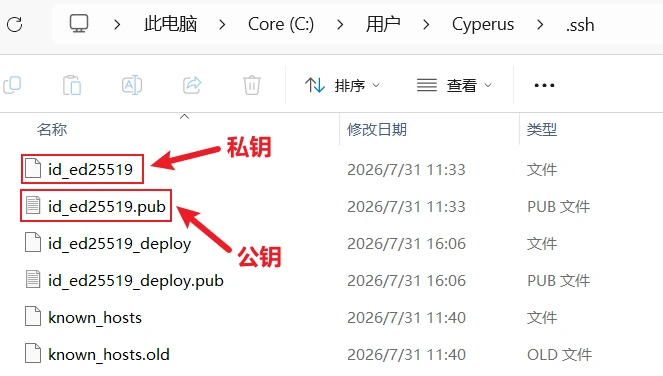 此电脑 > Core (C:) > 用户 > Cyperus > .ssh
排序 查看 ...
名称 修改日期 类型
私钥
id_ed25519 2026/7/31 11:33 文件
id_ed25519.pub 2026/7/31 11:33 PUB 文件
公钥
id_ed25519_deploy 2026/7/31 16:06 文件
id_ed25519_deploy.pub 2026/7/31 16:06 PUB 文件
known_hosts 2026/7/31 11:40 文件
known_hosts.old 2026/7/31 11:40 OLD 文件